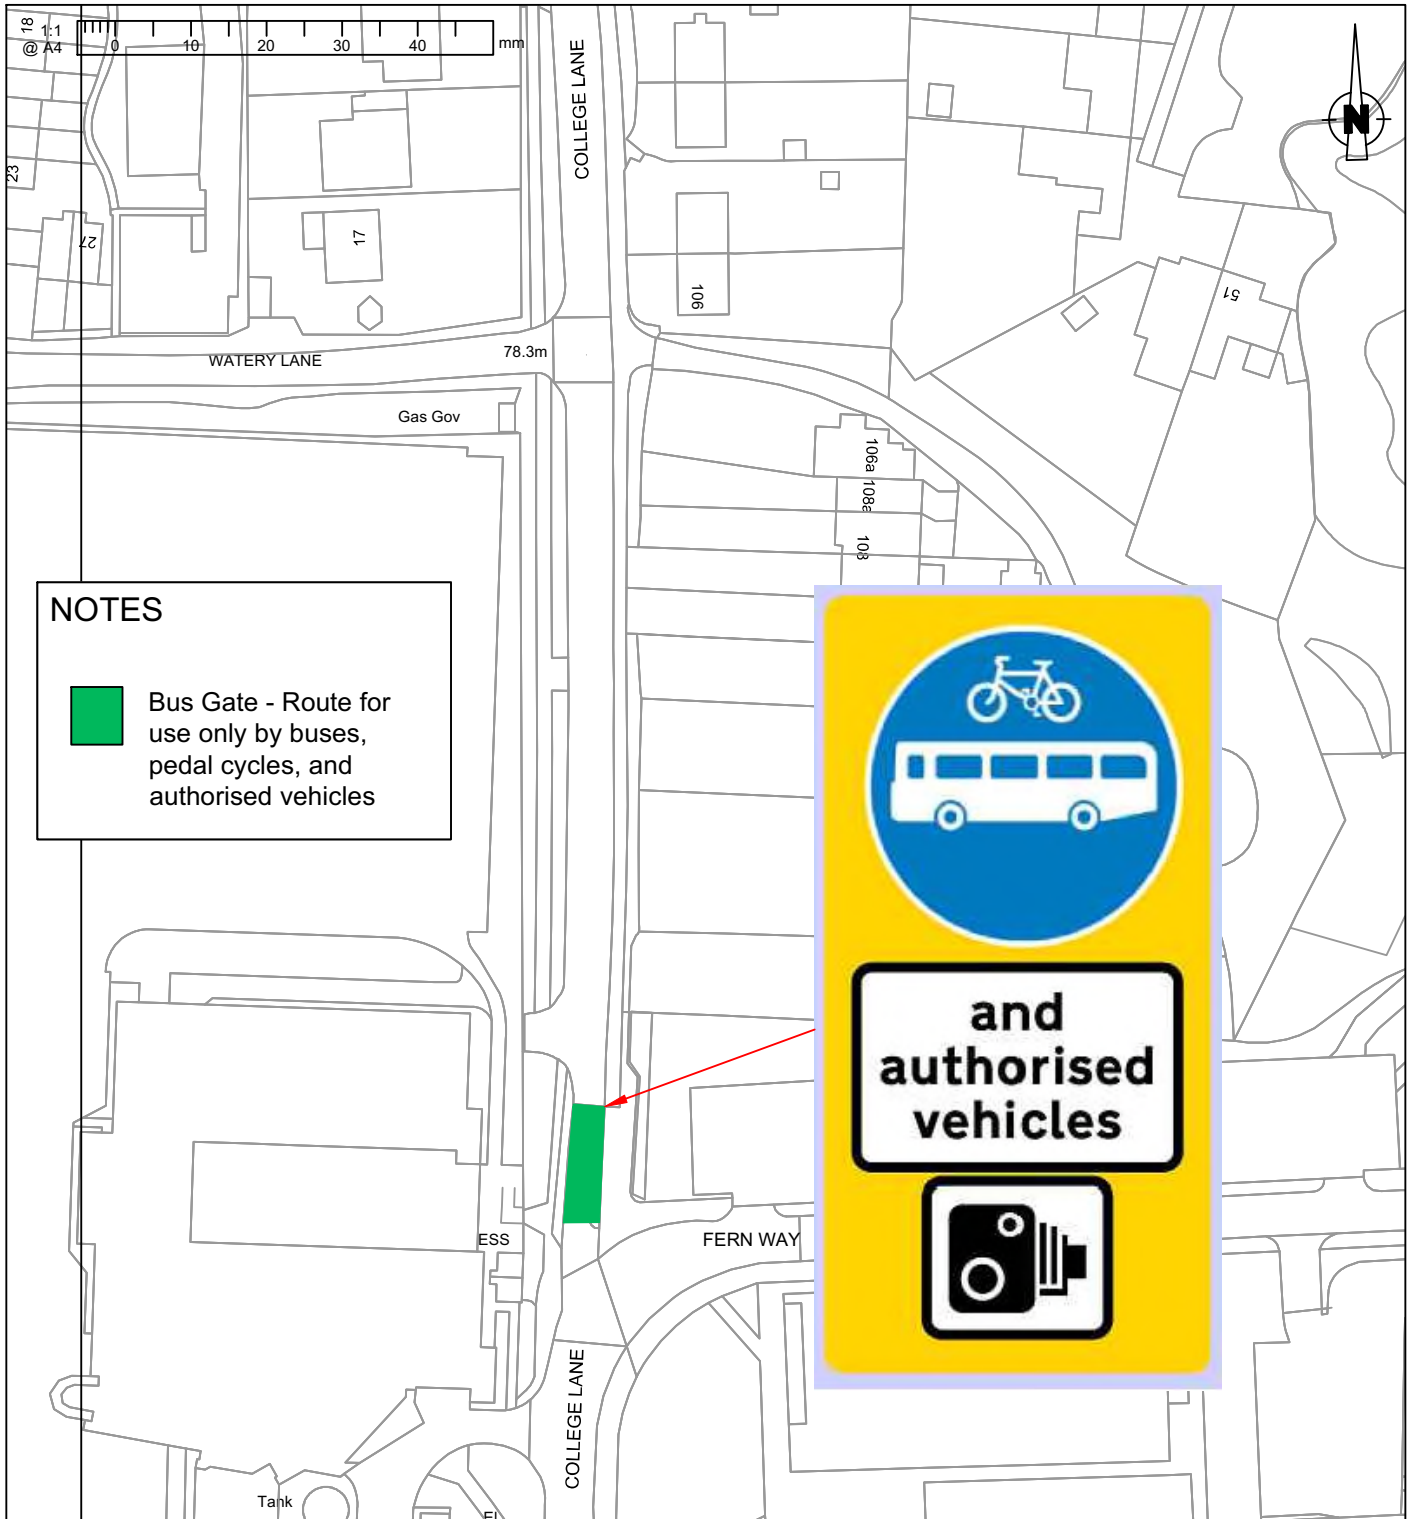 18
1:1
@ A4
0 10 20 30 40 mm
COLLEGE LANE
N
23
27
17
106
51
WATERY LANE
78.3m
Gas Gov
106a
108a
108
NOTES
Bus Gate - Route for
use only by buses,
pedal cycles, and
authorised vehicles
and
authorised
vehicles
ESS
FERN WAY
COLLEGE LANE
Tank